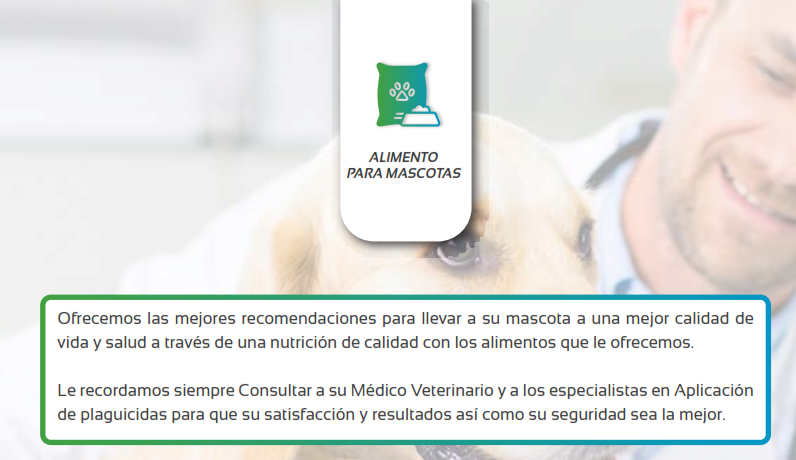 ALIMENTO
PARA MASCOTAS
Ofrecemos las mejores recomendaciones para llevar a su mascota a una mejor calidad de
vida y salud a través de una nutrición de calidad con los alimentos que le ofrecemos.
Le recordamos siempre Consultar a su Médico Veterinario y a los especialistas en Aplicación
de plaguicidas para que su satisfacción y resultados así como su seguridad sea la mejor.